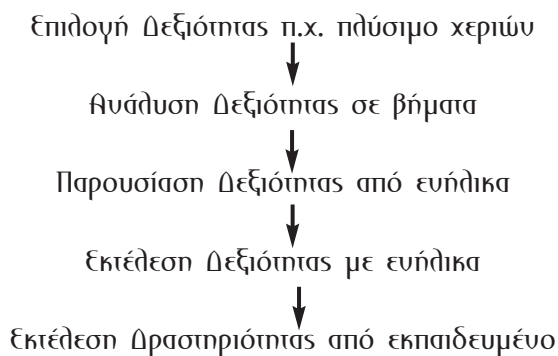 Επιλογή Δεξιότητας π.χ. πλύσιμο χεριών
Ανάλυση Δεξιότητας σε βήματα
Παρουσίαση Δεξιότητας από ενήλικα
Εκτέλεση Δεξιότητας με ενήλικα
Εκτέλεση Δραστηριότητας από εκπαιδευμένο